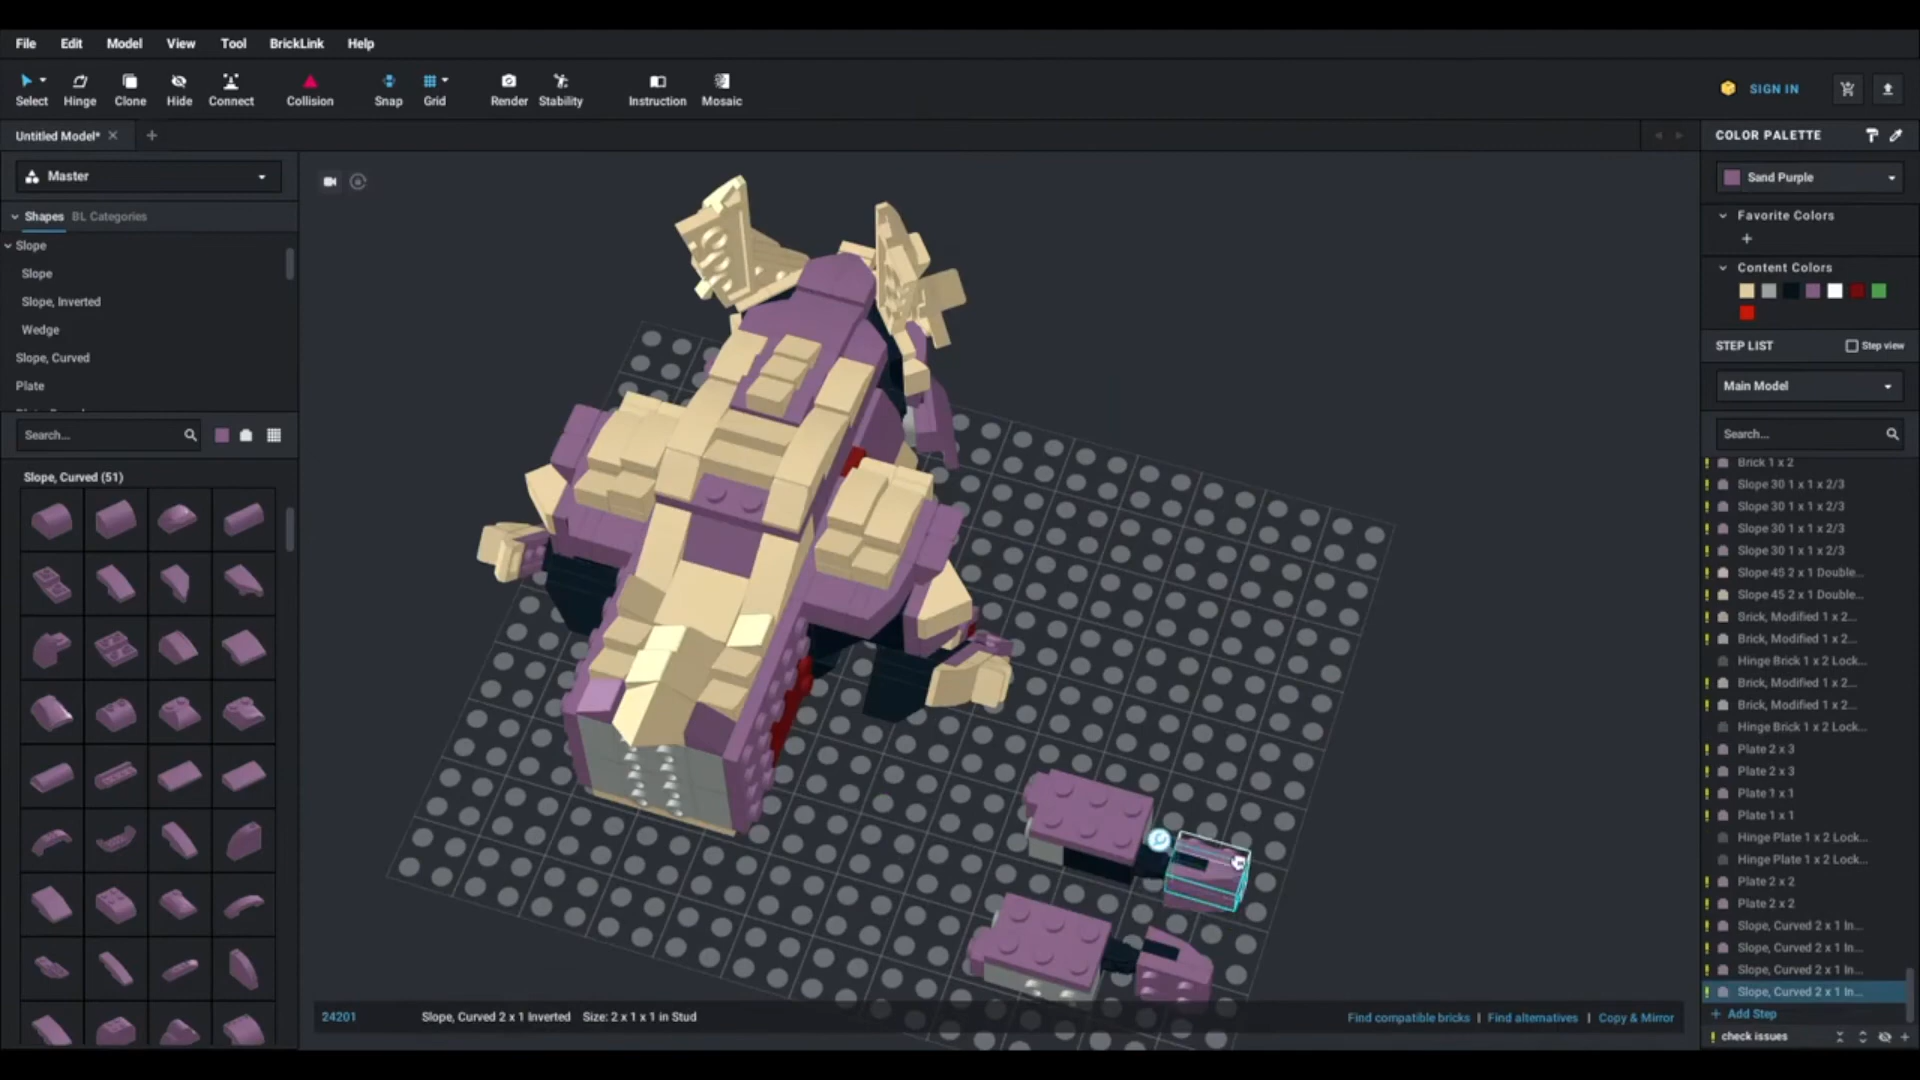 File Edit Model View Tool BrickLink Help
Select Hinge Clone Hide Connect Collision Snap Grid Render Stability Instruction Mosaic
SIGN IN
Untitled Model*
Master
Shapes BL Categories
Slope
Slope
Slope, Inverted
Wedge
Slope, Curved
Plate
Search...
Slope, Curved (51)
24201 Slope, Curved 2 x 1 Inverted Size: 2 x 1 x 1 in Stud
Find compatible bricks | Find alternatives | Copy & Mirror
COLOR PALETTE
Sand Purple
Favorite Colors
Content Colors
STEP LIST Step view
Main Model
Search...
Brick 1 x 2
Slope 30 1 x 1 x 2/3
Slope 30 1 x 1 x 2/3
Slope 30 1 x 1 x 2/3
Slope 30 1 x 1 x 2/3
Slope 45 2 x 1 Double...
Slope 45 2 x 1 Double...
Brick, Modified 1 x 2...
Brick, Modified 1 x 2...
Hinge Brick 1 x 2 Lock...
Brick, Modified 1 x 2...
Brick, Modified 1 x 2...
Hinge Brick 1 x 2 Lock...
Plate 2 x 3
Plate 2 x 3
Plate 1 x 1
Plate 1 x 1
Hinge Plate 1 x 2 Lock...
Hinge Plate 1 x 2 Lock...
Plate 2 x 2
Plate 2 x 2
Slope, Curved 2 x 1 In...
Slope, Curved 2 x 1 In...
Slope, Curved 2 x 1 In...
Slope, Curved 2 x 1 In...
+ Add Step
! check issues